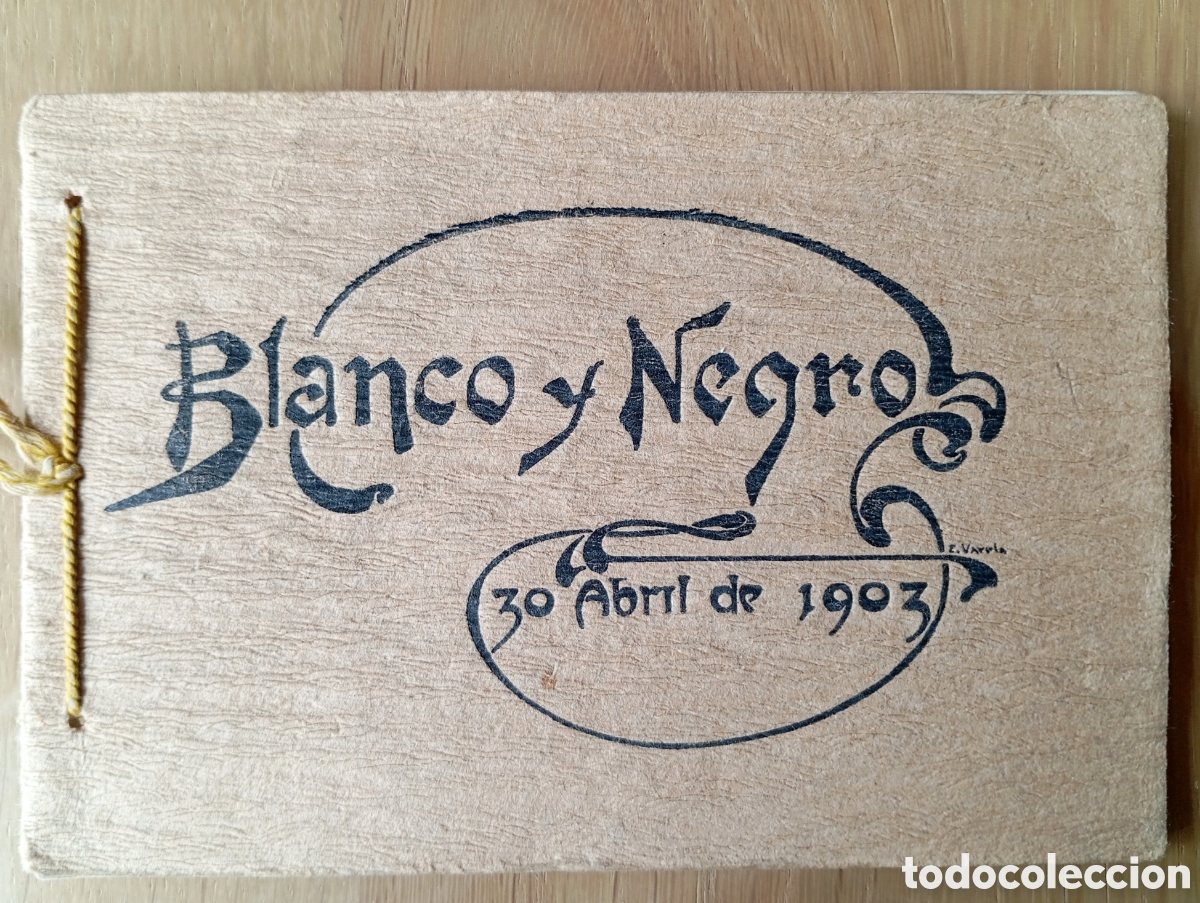 Blanco y Negro
E. Varela
30 Abril de 1903
todocoleccion